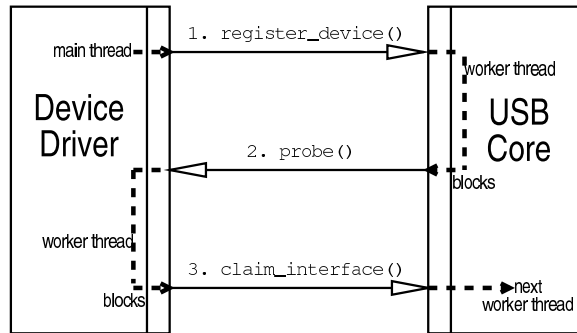 1. register_device()
main thread
worker thread
Device
Driver
USB
Core
2. probe()
blocks
worker thread
3. claim_interface()
blocks
next
worker thread